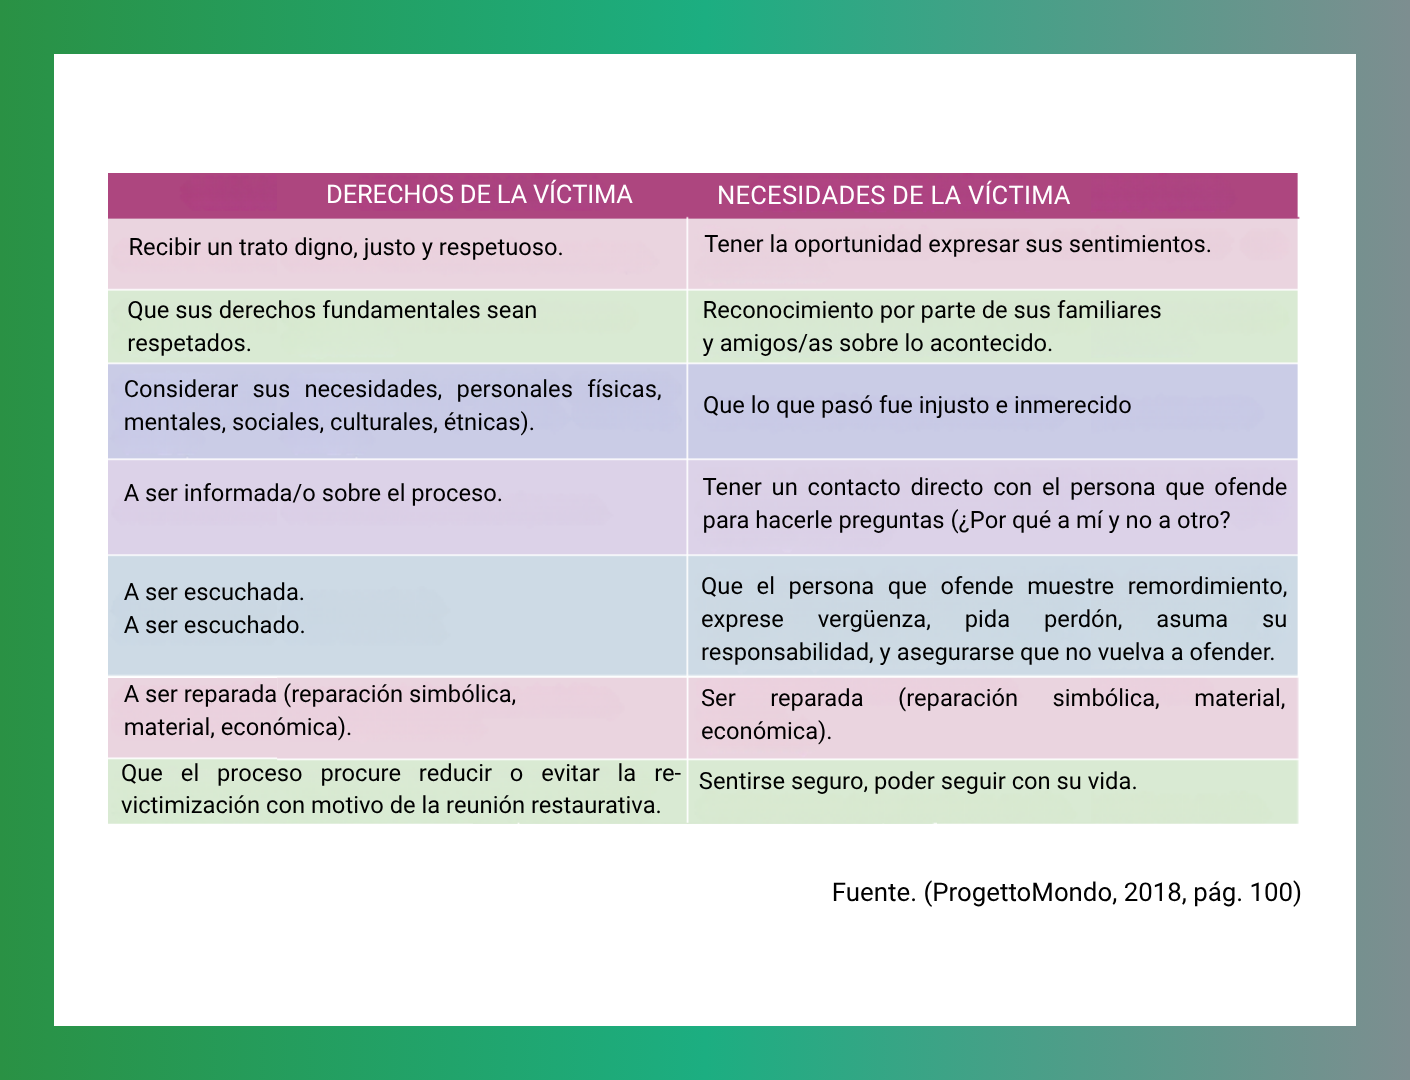 DERECHOS DE LA VÍCTIMA
NECESIDADES DE LA VÍCTIMA
Recibir un trato digno, justo y respetuoso.
Tener la oportunidad expresar sus sentimientos.
Que sus derechos fundamentales sean
respetados.
Reconocimiento por parte de sus familiares
y amigos/as sobre lo acontecido.
Considerar sus necesidades, personales físicas,
mentales, sociales, culturales, étnicas).
Que lo que pasó fue injusto e inmerecido
A ser informada/o sobre el proceso.
Tener un contacto directo con el persona que ofende
para hacerle preguntas (¿Por qué a mí y no a otro?
A ser escuchada.
A ser escuchado.
Que el persona que ofende muestre remordimiento,
exprese vergüenza, pida perdón, asuma su
responsabilidad, y asegurarse que no vuelva a ofender.
A ser reparada (reparación simbólica,
material, económica).
Ser reparada (reparación simbólica, material,
económica).
Que el proceso procure reducir o evitar la re-
victimización con motivo de la reunión restaurativa.
Sentirse seguro, poder seguir con su vida.
Fuente. (ProgettoMondo, 2018, pág. 100)